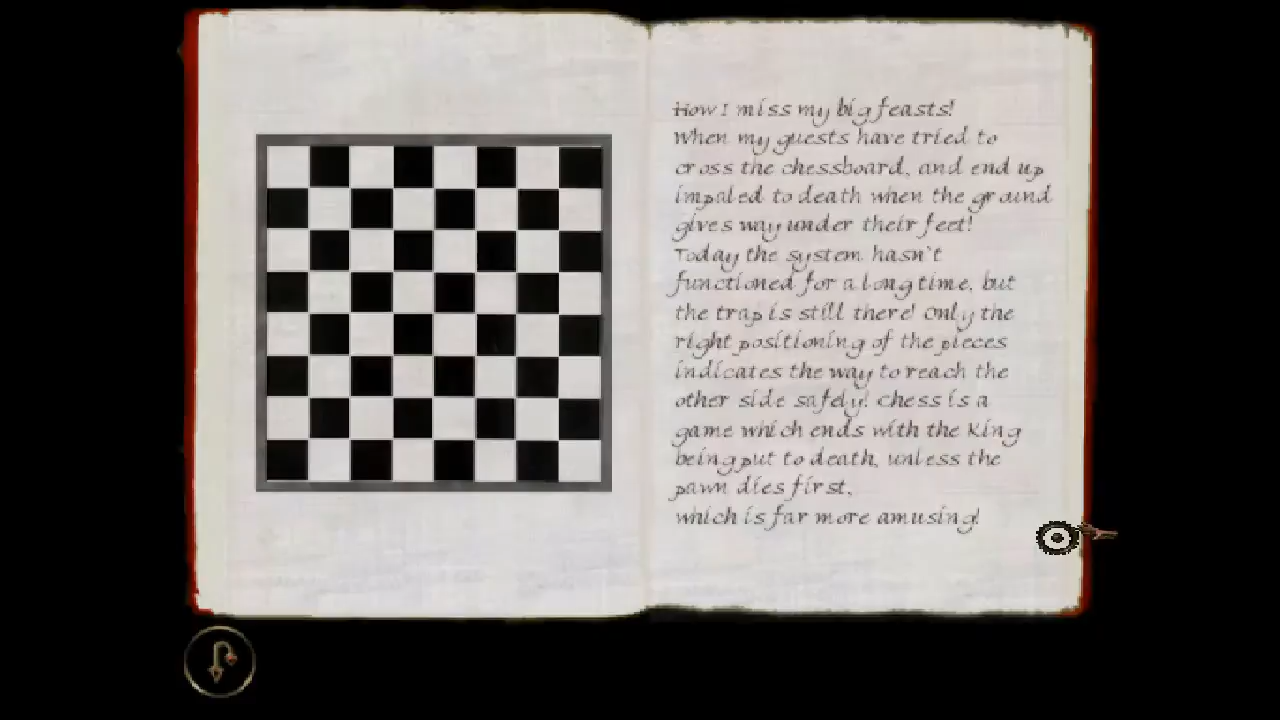 How I miss my big feasts!
When my guests have tried to
cross the chessboard, and end up
impaled to death when the ground
gives way under their feet!
Today the system hasn't
functioned for a long time, but
the trap is still there! Only the
right positioning of the pieces
indicates the way to reach the
other side safely! Chess is a
game which ends with the King
being put to death, unless the
pawn dies first,
which is far more amusing!